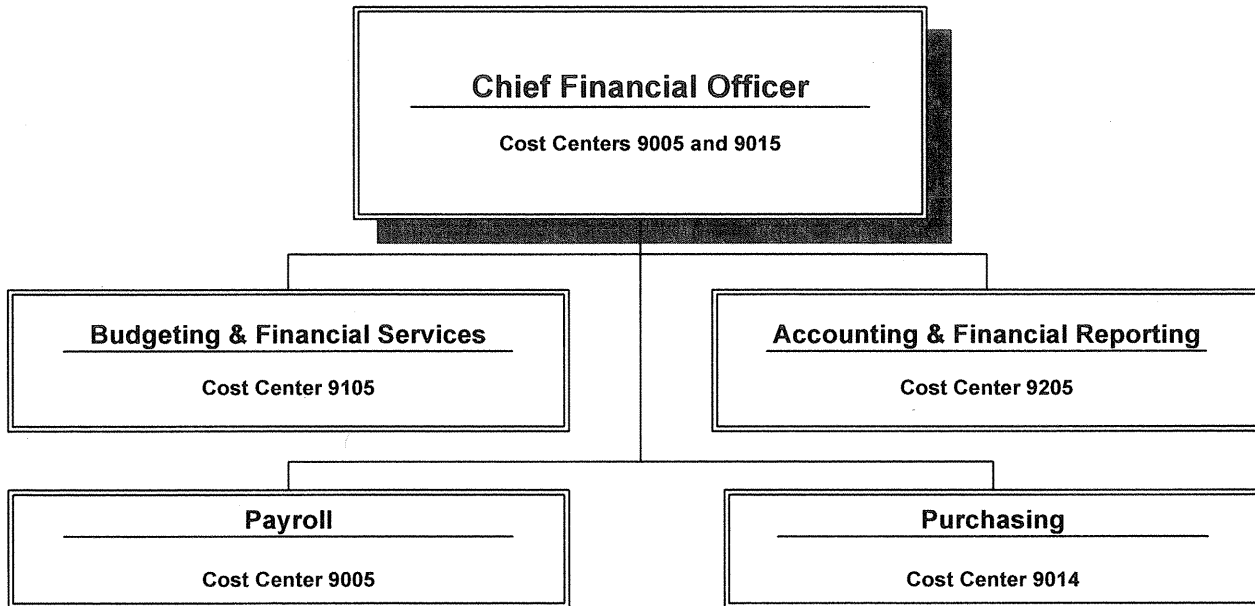 Chief Financial Officer
Cost Centers 9005 and 9015
Budgeting & Financial Services
Cost Center 9105
Accounting & Financial Reporting
Cost Center 9205
Payroll
Cost Center 9005
Purchasing
Cost Center 9014